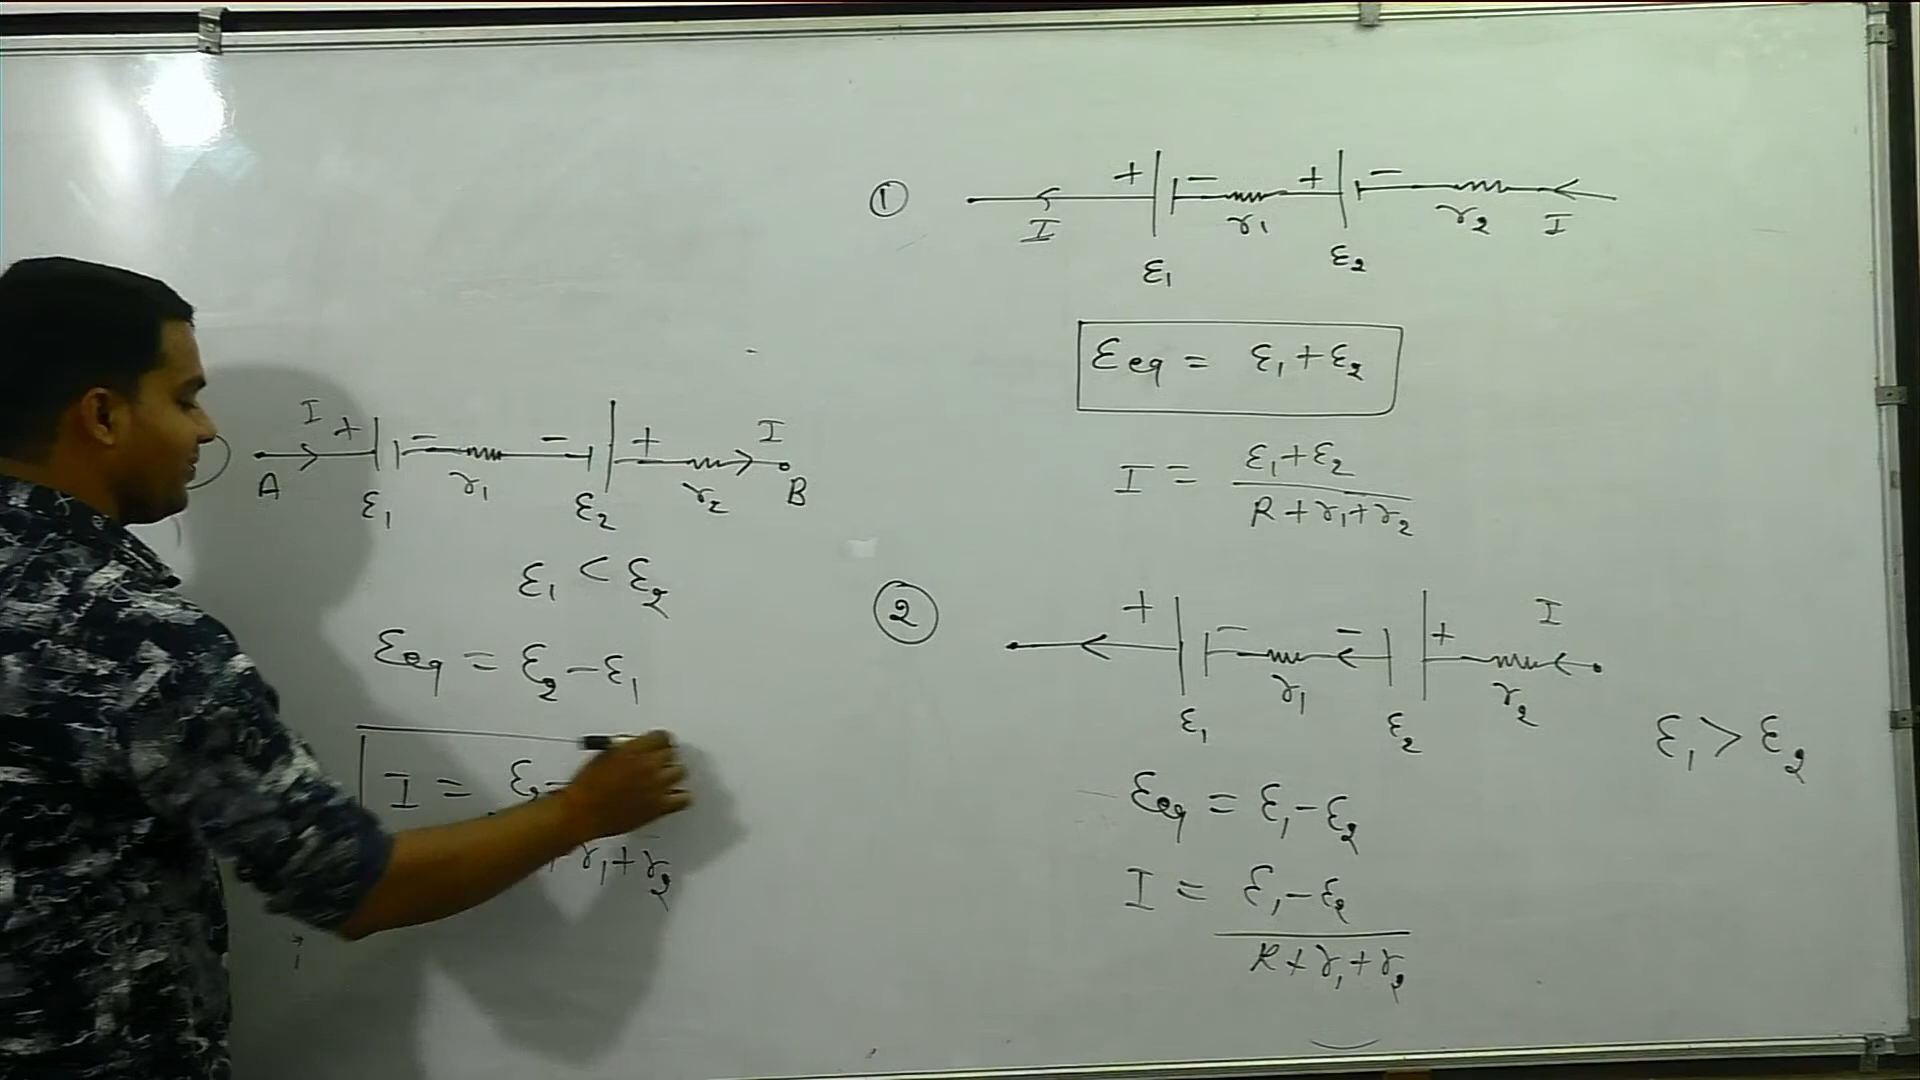 ①
+ − + −
I r₁ r₂ I
ε₁ ε₂
εeq = ε₁ + ε₂
I = ε₁ + ε₂
R + r₁ + r₂
②
+ − − + I
r₁ r₂
ε₁ ε₂
ε₁ > ε₂
εeq = ε₁ − ε₂
I = ε₁ − ε₂
R + r₁ + r₂
I + − − + I
A r₁ r₂ B
ε₁ ε₂
ε₁ < ε₂
εeq = ε₂ − ε₁
I = ε₂ −
+ r₁ + r₂